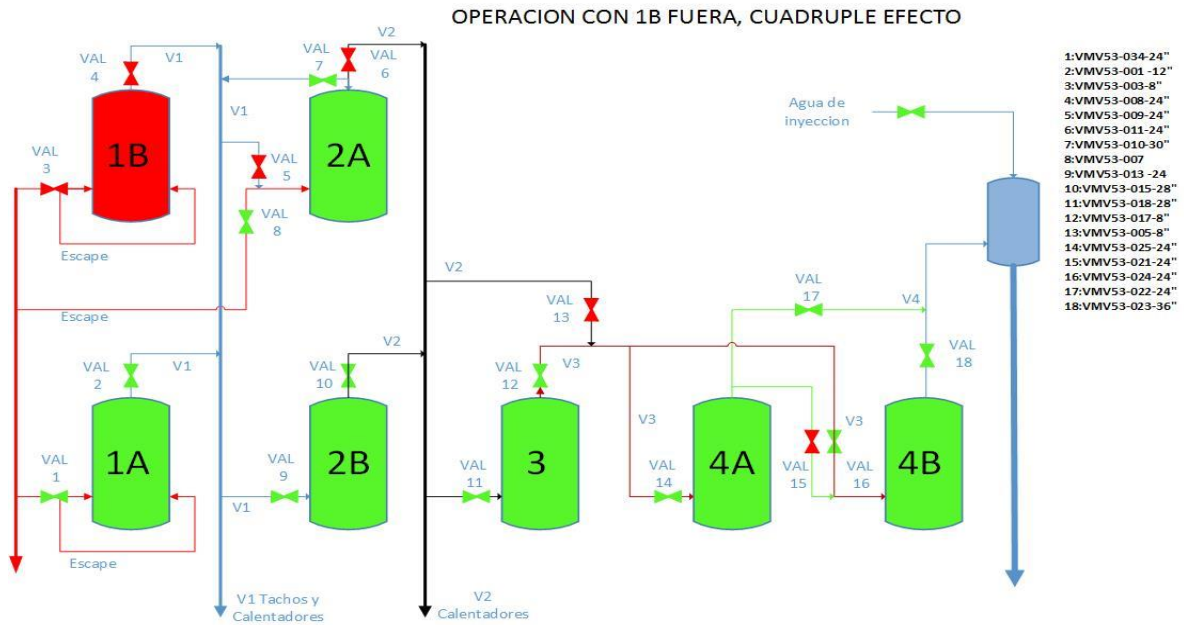 OPERACION CON 1B FUERA, CUADRUPLE EFECTO
VAL
4
V1
VAL
7
VAL
6
V2
V1
VAL
3
1B
VAL
5
2A
VAL
8
Escape
Agua de
inyeccion
1:VMV53-034-24"
2:VMV53-001 -12"
3:VMV53-003-8"
4:VMV53-008-24"
5:VMV53-009-24"
6:VMV53-011-24"
7:VMV53-010-30"
8:VMV53-007
9:VMV53-013 -24
10:VMV53-015-28"
11:VMV53-018-28"
12:VMV53-017-8"
13:VMV53-005-8"
14:VMV53-025-24"
15:VMV53-021-24"
16:VMV53-024-24"
17:VMV53-022-24"
18:VMV53-023-36"
V2
Escape
VAL
13
VAL
17
V4
VAL
2
V1
VAL
10
V2
VAL
12
V3
VAL
18
VAL
1
1A
VAL
9
V1
2B
VAL
11
3
V3
VAL
14
4A
VAL
15
V3
VAL
16
4B
Escape
V1 Tachos y
Calentadores
V2
Calentadores